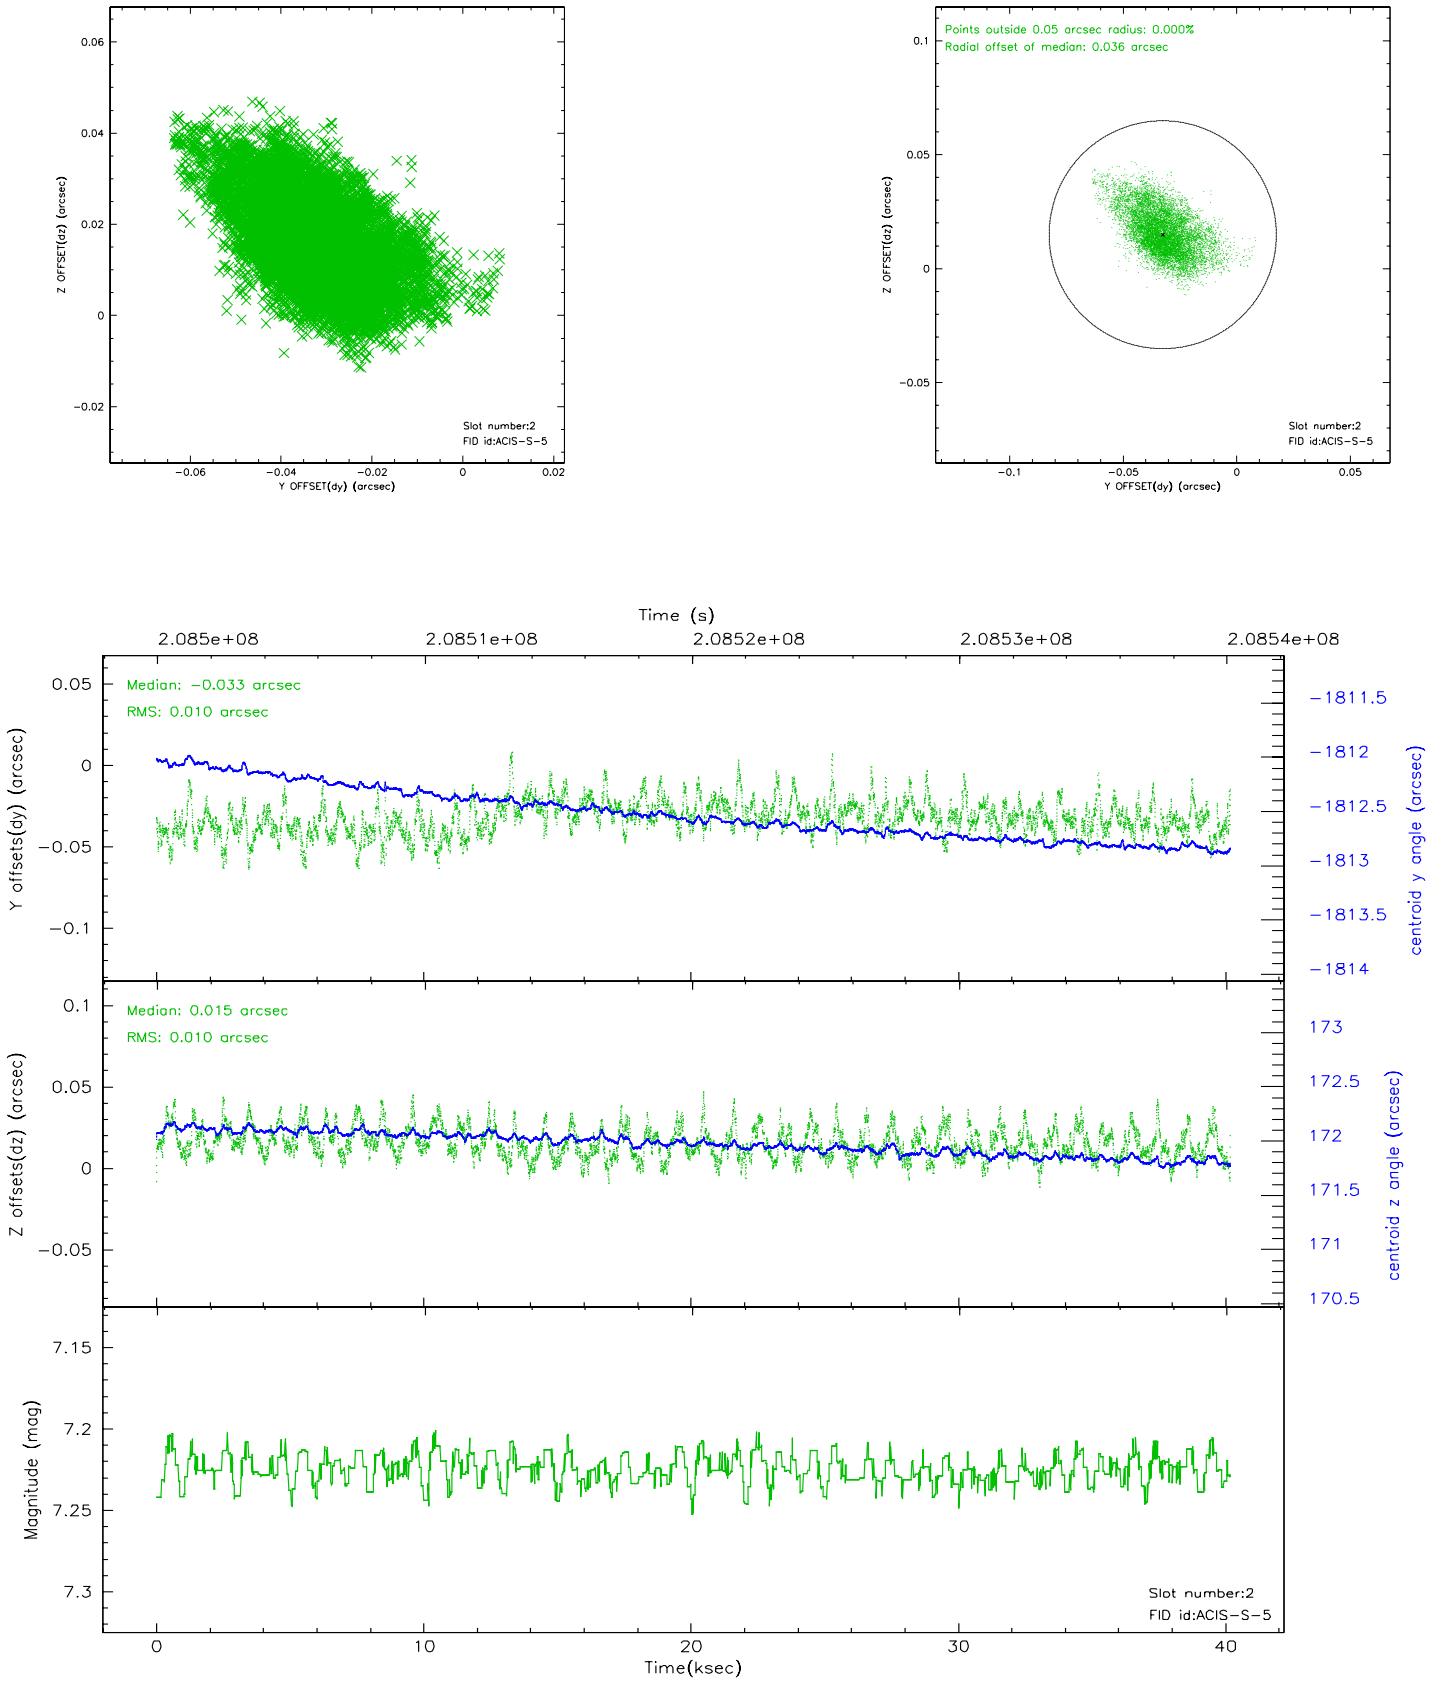 0.06
0.04
0.02
0
−0.02
Z OFFSET(dz) (arcsec)
Slot number:2
FID id:ACIS−S−5
−0.06
−0.04
−0.02
0
0.02
Y OFFSET(dy) (arcsec)
Points outside 0.05 arcsec radius: 0.000%
Radial offset of median: 0.036 arcsec
0.1
0.05
0
−0.05
Z OFFSET(dz) (arcsec)
Slot number:2
FID id:ACIS−S−5
−0.1
−0.05
0
0.05
Y OFFSET(dy) (arcsec)
Time (s)
2.085e+08
2.0851e+08
2.0852e+08
2.0853e+08
2.0854e+08
Median: −0.033 arcsec
RMS: 0.010 arcsec
0.05
0
−0.05
−0.1
Y offsets(dy) (arcsec)
−1811.5
−1812
−1812.5
−1813
−1813.5
−1814
centroid y angle (arcsec)
Median: 0.015 arcsec
RMS: 0.010 arcsec
0.1
0.05
0
−0.05
Z offsets(dz) (arcsec)
173
172.5
172
171.5
171
170.5
centroid z angle (arcsec)
7.15
7.2
7.25
7.3
Magnitude (mag)
Slot number:2
FID id:ACIS−S−5
0
10
20
30
40
Time(ksec)